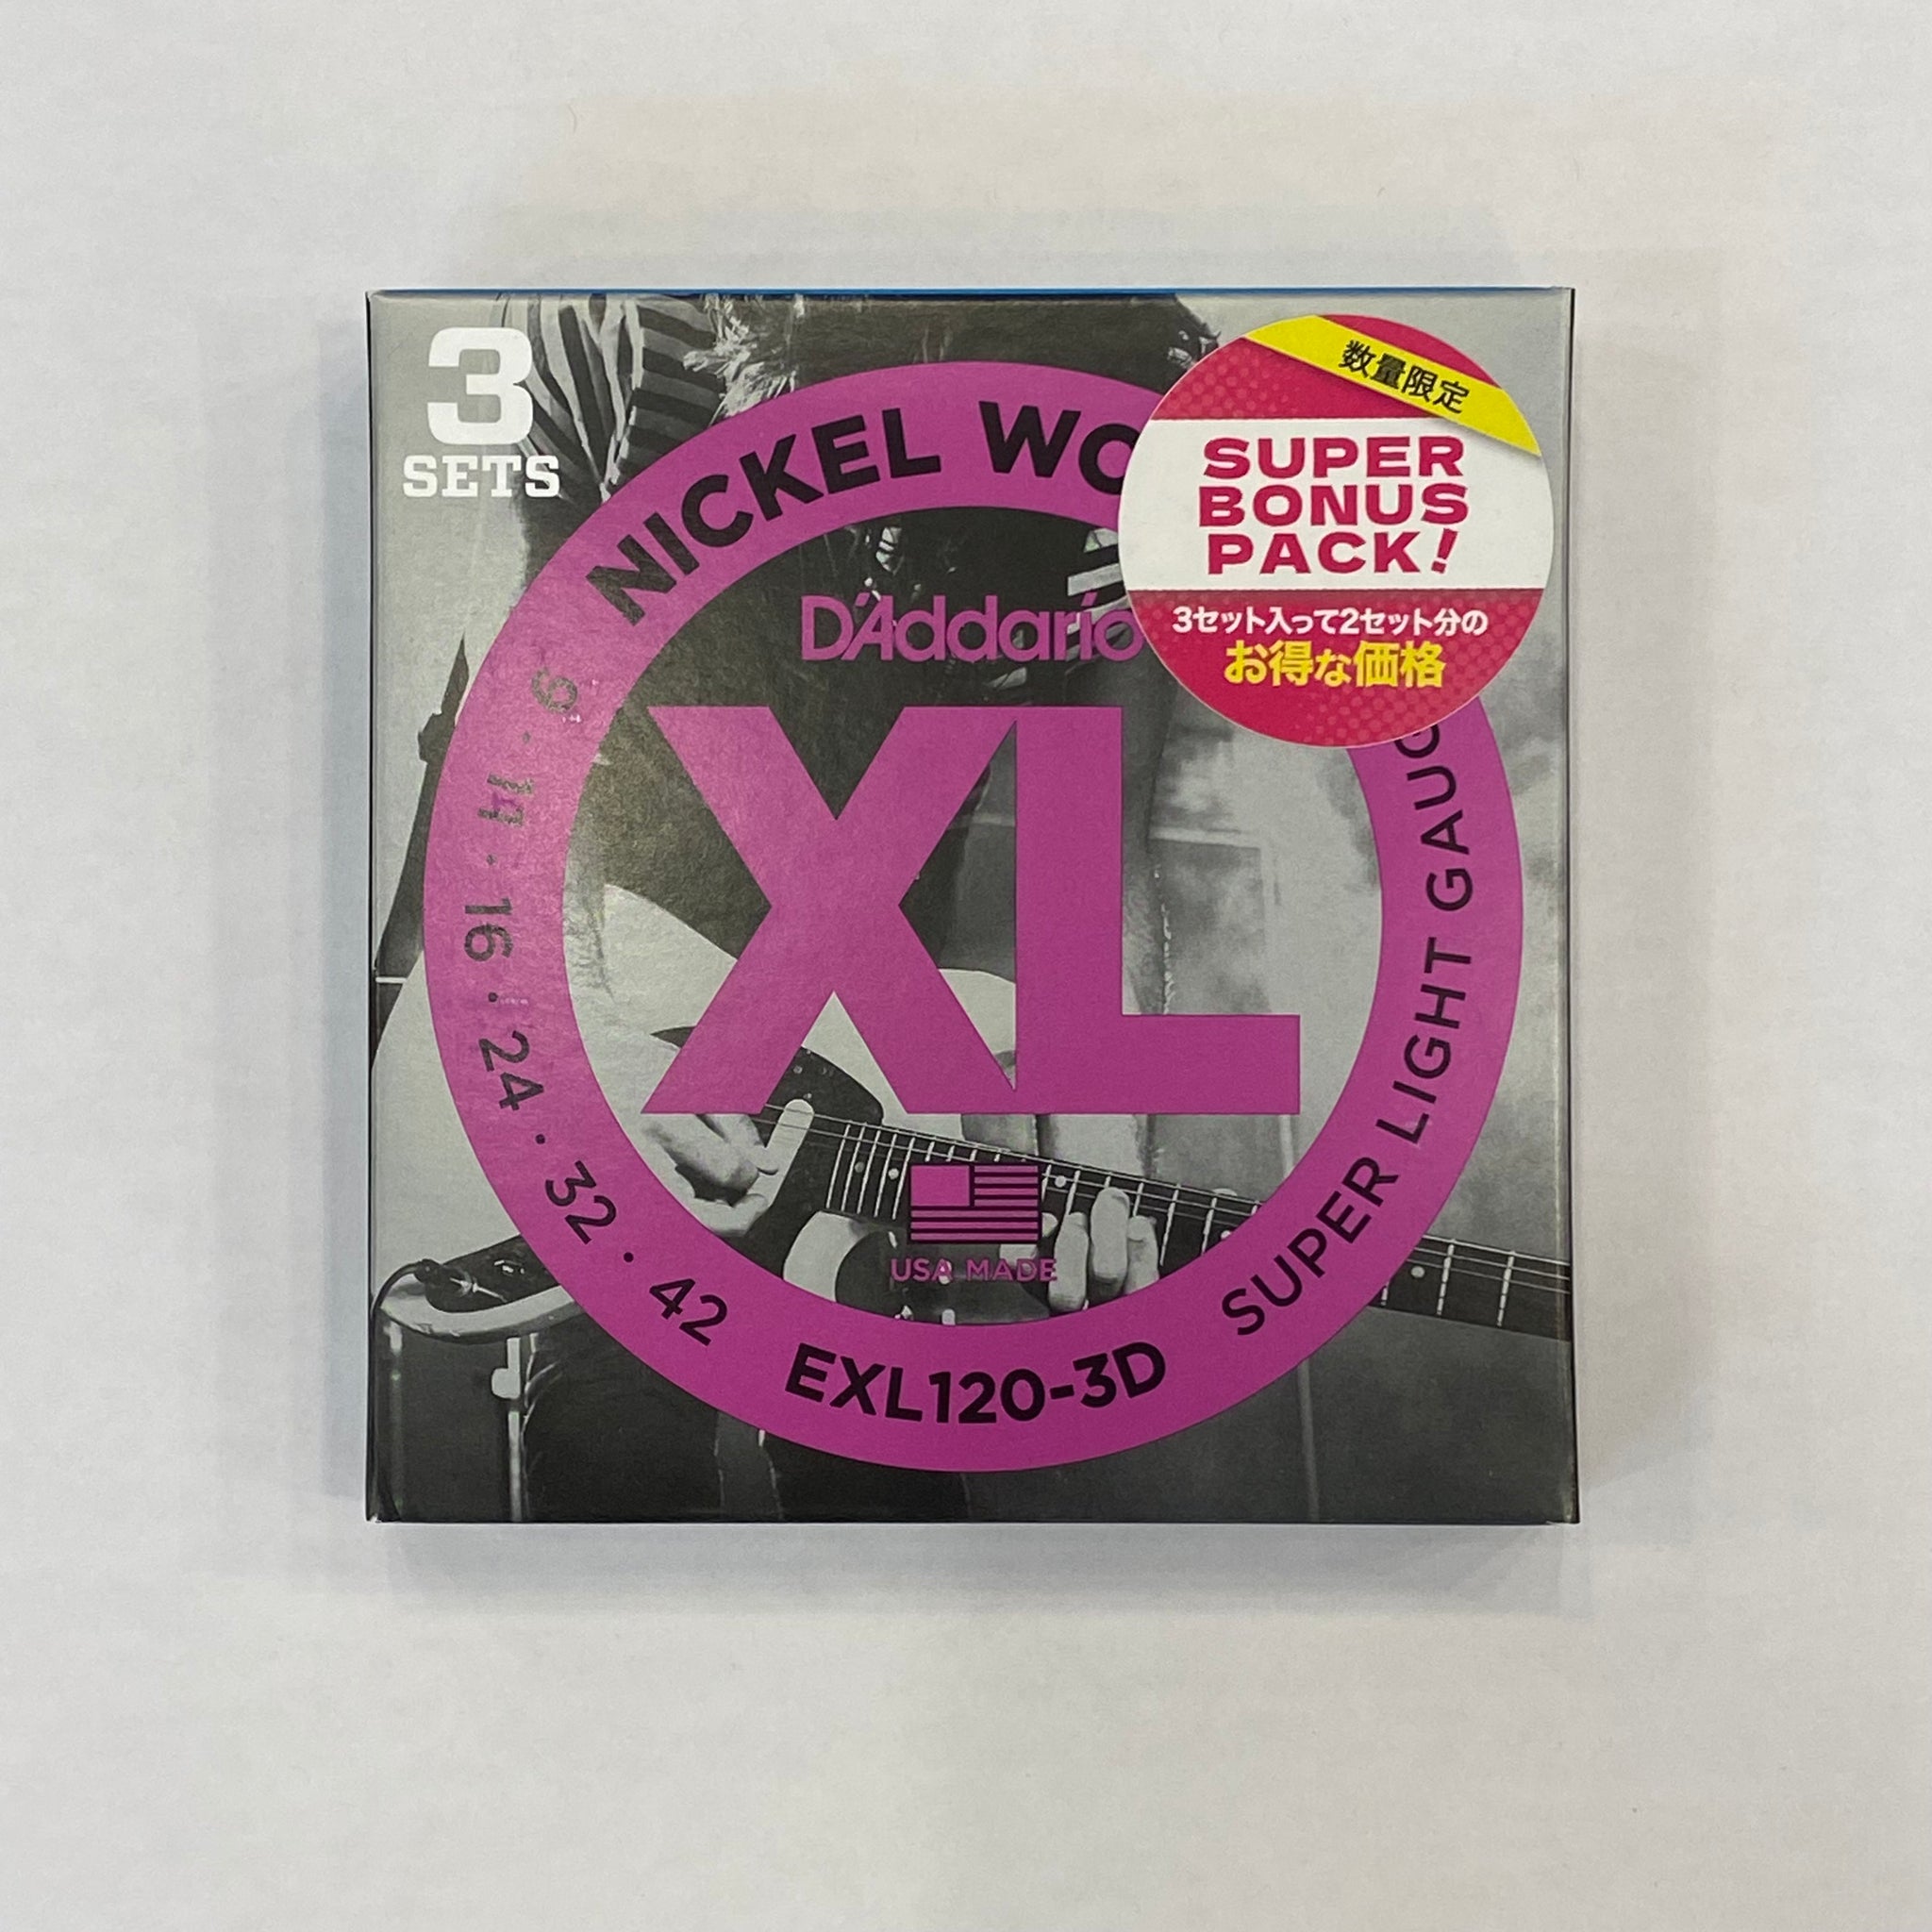 3
SETS
NICKEL WO
数量限定
SUPER
BONUS
PACK!
3セット入って2セット分の
お得な価格
D'Addario
XL
9 · 11 · 16 · 24 · 32 · 42
USA MADE
EXL120-3D
SUPER LIGHT GAUG